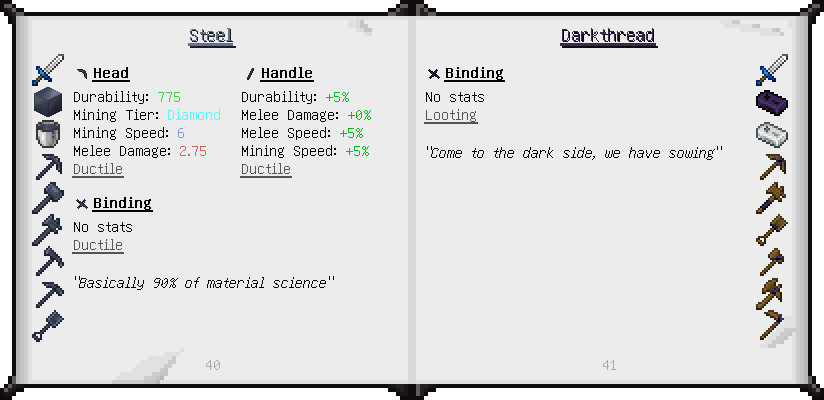 Steel
Head
Durability: 775
Mining Tier: Diamond
Mining Speed: 6
Melee Damage: 2.75
Ductile
Handle
Durability: +5%
Melee Damage: +0%
Melee Speed: +5%
Mining Speed: +5%
Ductile
Binding
No stats
Ductile
"Basically 90% of material science"
40
Darkthread
Binding
No stats
Looting
"Come to the dark side, we have sowing"
41